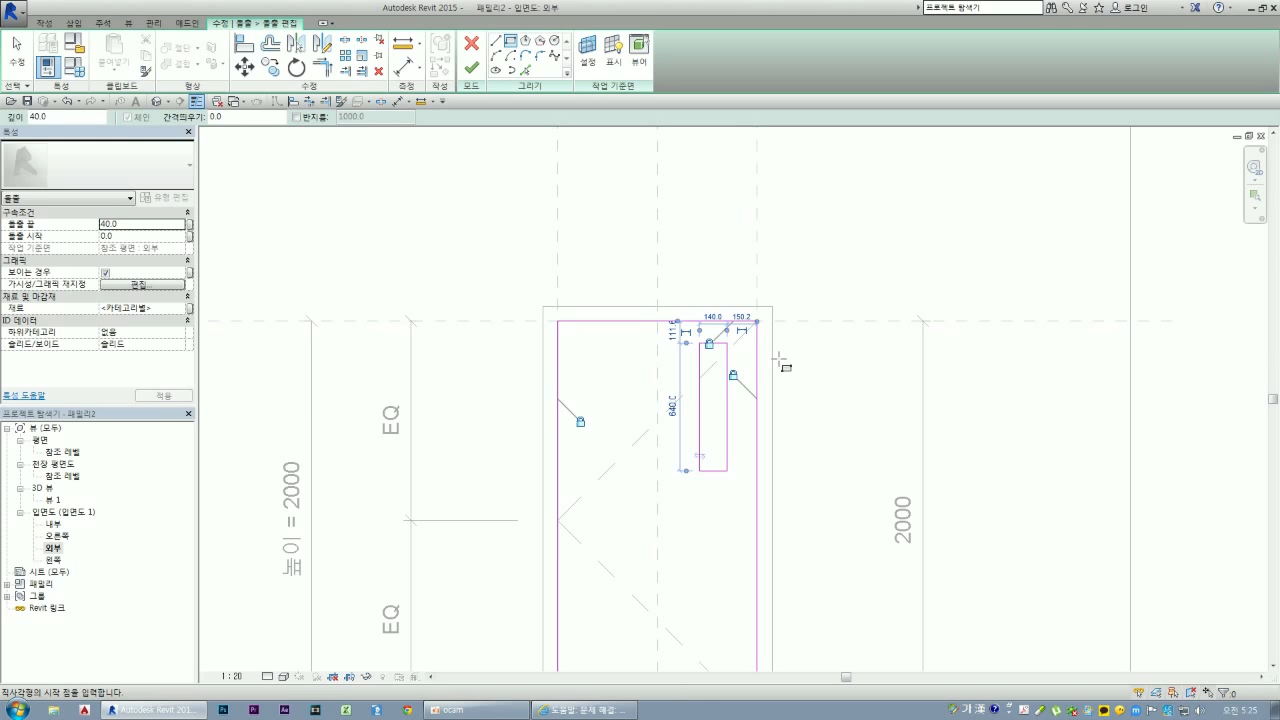 Autodesk Revit 2015 - 패밀리2 - 입면도: 외부
프로젝트 탐색기
로그인
작성 삽입 주석 뷰 관리 애드인 수정 | 돌출 > 돌출 편집
수정
절단
결합
붙여넣기
설정 표시 뷰어
선택 특성 클립보드 형상 수정 측정 작성 모드 그리기 작업 기준면
깊이 40.0 체인 간격띄우기: 0.0 반지름: 1000.0
특성
돌출 유형 편집
구속조건
돌출 끝 40.0
돌출 시작 0.0
작업 기준면 참조 평면 : 외부
그래픽
보이는 경우
가시성/그래픽 재지정 편집...
재료 및 마감재
재료 <카테고리별>
ID 데이터
하위카테고리 없음
솔리드/보이드 솔리드
특성 도움말 적용
프로젝트 탐색기 - 패밀리2
뷰 (모두)
평면
참조 레벨
천장 평면도
참조 레벨
3D 뷰
뷰 1
입면도 (입면도 1)
내부
오른쪽
외부
왼쪽
시트 (모두)
패밀리
그룹
Revit 링크
140.0 150.2
640.0
EQ
높이 = 2000
2000
EQ
1 : 20
직사각형의 시작 점을 입력합니다.
:0
Autodesk Revit 201...
ocam
도움말: 문제 해결: ...
가 漢
오전 5:25